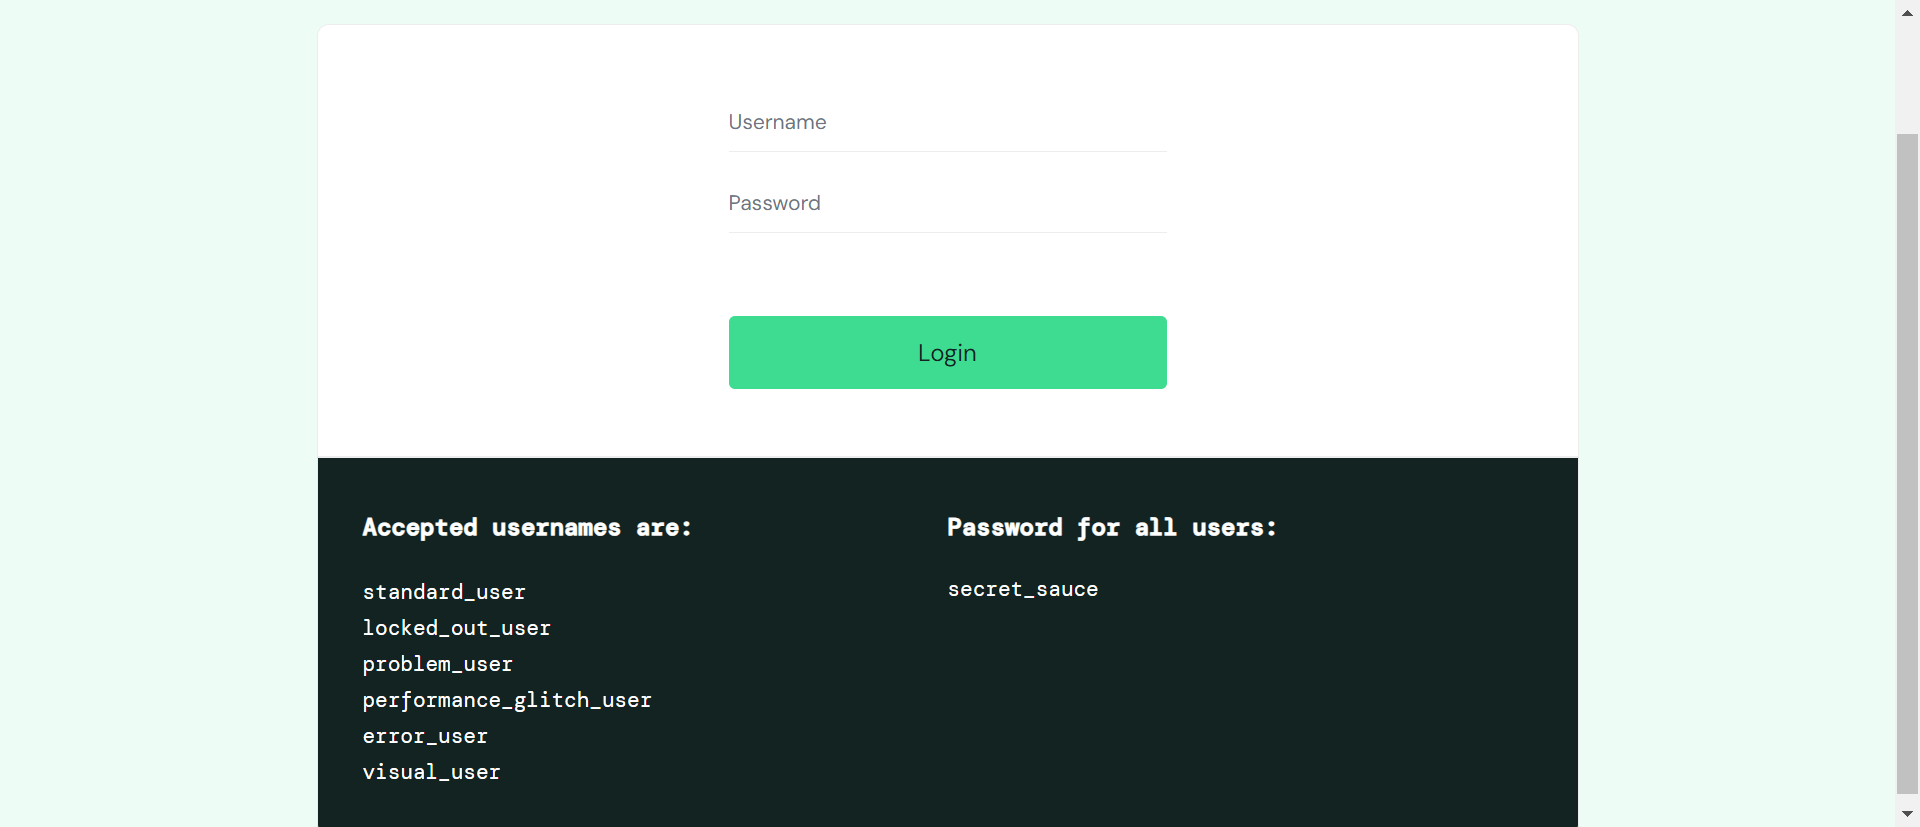 Username
Password
Login
Accepted usernames are:
standard_user
locked_out_user
problem_user
performance_glitch_user
error_user
visual_user
Password for all users:
secret_sauce